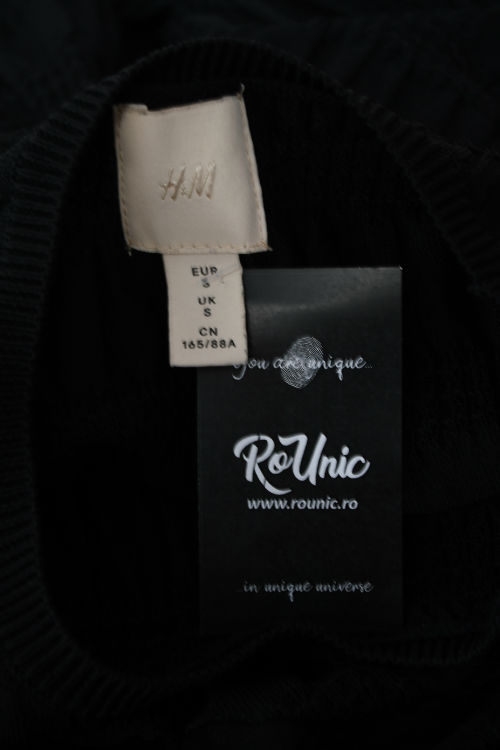 H&M
EUR
S
UK
S
CN
165/88A
You are unique...
RoUnic
www.rounic.ro
...in unique universe